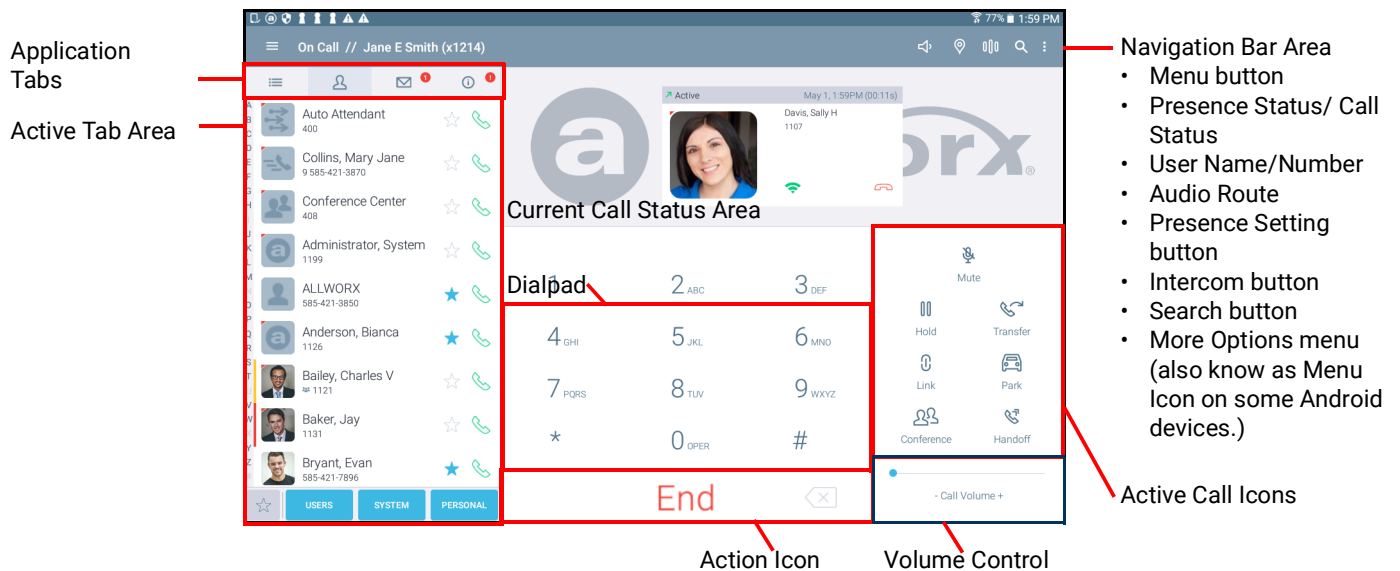 Application
Tabs
Active Tab Area
77% 1:59 PM
On Call // Jane E Smith (x1214)
1
1
A
B
C
D
E
F
G
H
J
K
L
M
O
P
Q
R
S
T
V
W
Y
Z
Auto Attendant
400
Collins, Mary Jane
9 585-421-3870
Conference Center
408
Administrator, System
1199
ALLWORX
585-421-3850
Anderson, Bianca
1126
Bailey, Charles V
1121
Baker, Jay
1131
Bryant, Evan
585-421-7896
USERS SYSTEM PERSONAL
Active May 1, 1:59PM (00:11s)
Davis, Sally H
1107
a orx®
Current Call Status Area
Dialpad
1 2 ABC 3 DEF
4 GHI 5 JKL 6 MNO
7 PQRS 8 TUV 9 WXYZ
* 0 OPER #
End
Mute
Hold Transfer
Link Park
Conference Handoff
- Call Volume +
Action Icon
Volume Control
Navigation Bar Area
• Menu button
• Presence Status/ Call
Status
• User Name/Number
• Audio Route
• Presence Setting
button
• Intercom button
• Search button
• More Options menu
(also know as Menu
Icon on some Android
devices.)
Active Call Icons